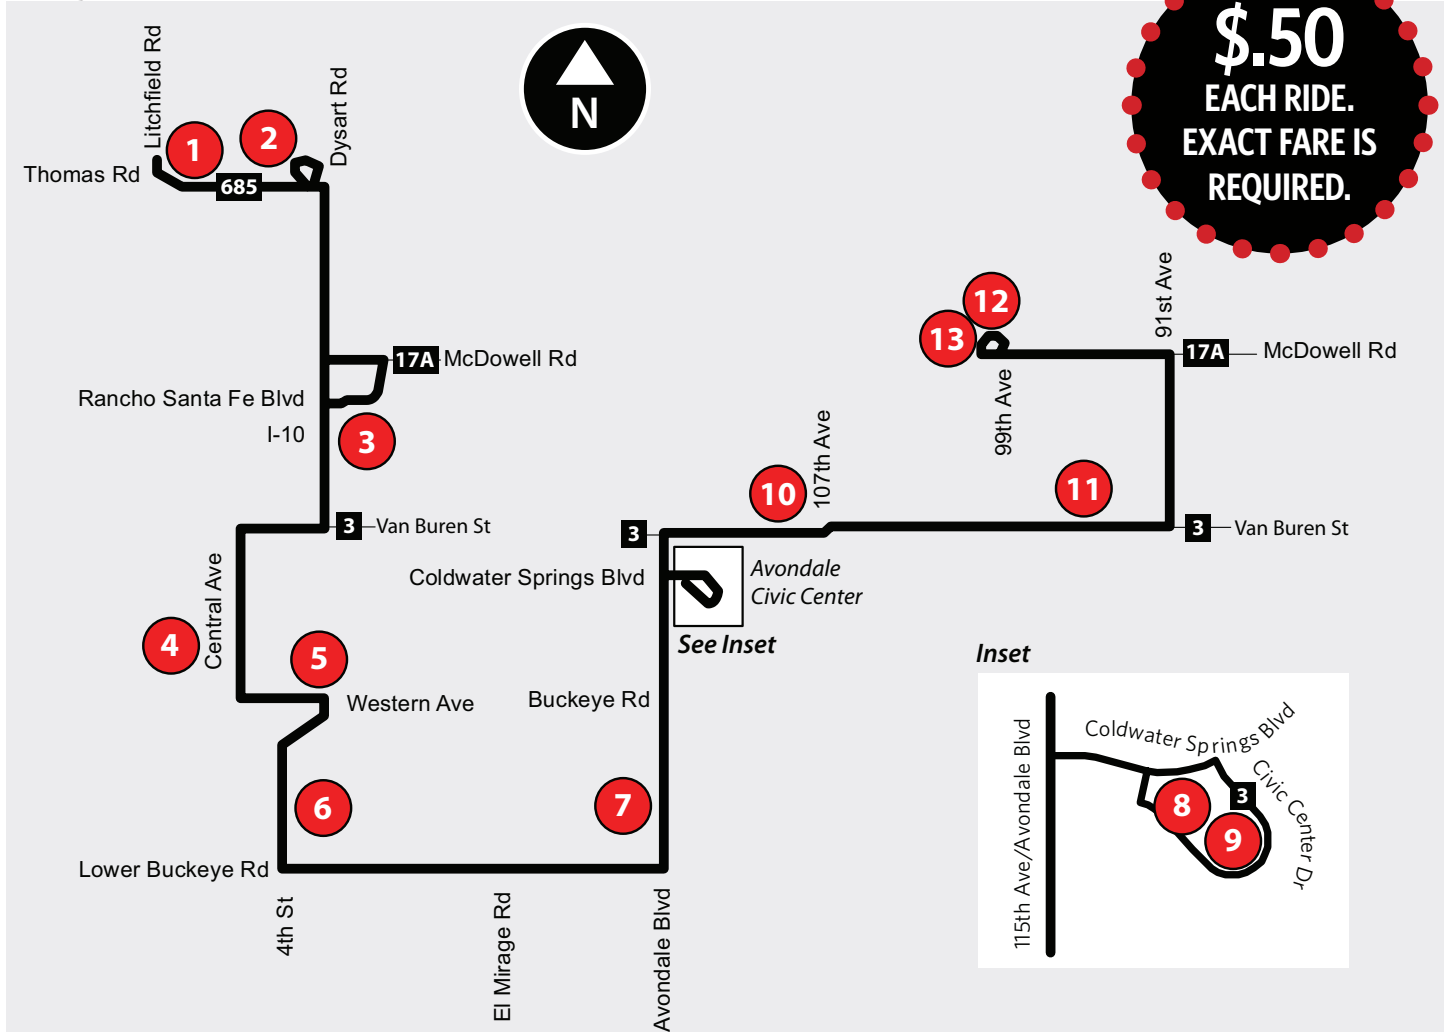 $.50
EACH RIDE.
EXACT FARE IS
REQUIRED.
N
Litchfield Rd
Dysart Rd
1
2
Thomas Rd
685
12
13
91st Ave
17A
McDowell Rd
17A
McDowell Rd
Rancho Santa Fe Blvd
99th Ave
I-10
3
107th Ave
10
11
3
Van Buren St
3
3
Van Buren St
Central Ave
Coldwater Springs Blvd
Avondale
Civic Center
See Inset
4
5
Western Ave
Buckeye Rd
6
7
Lower Buckeye Rd
4th St
El Mirage Rd
Avondale Blvd
Inset
115th Ave/Avondale Blvd
Coldwater Springs Blvd
Civic Center Dr
3
8
9